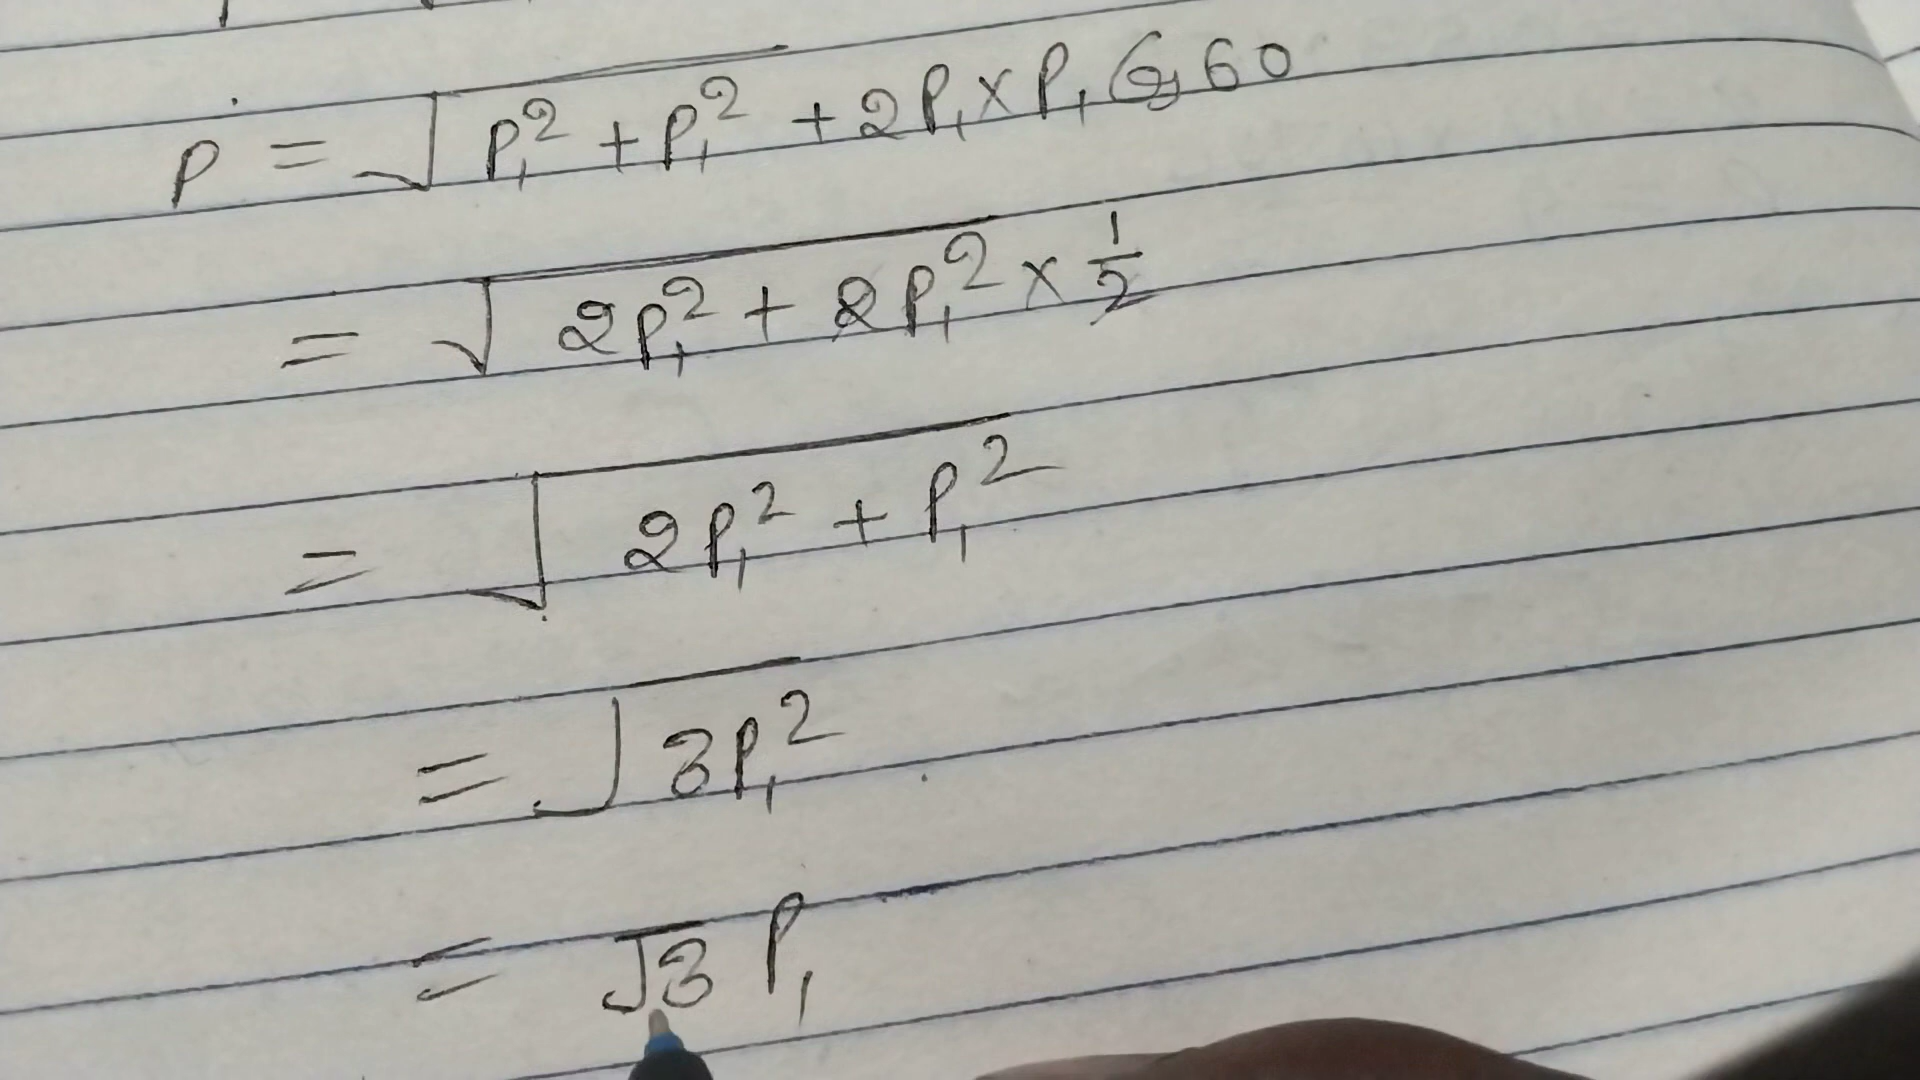 P = √P₁² + P₁² + 2P₁ × P₁ Cos 60
= √2P₁² + 2P₁² × 1/2
= √2P₁² + P₁²
= √3P₁²
= √3 P₁